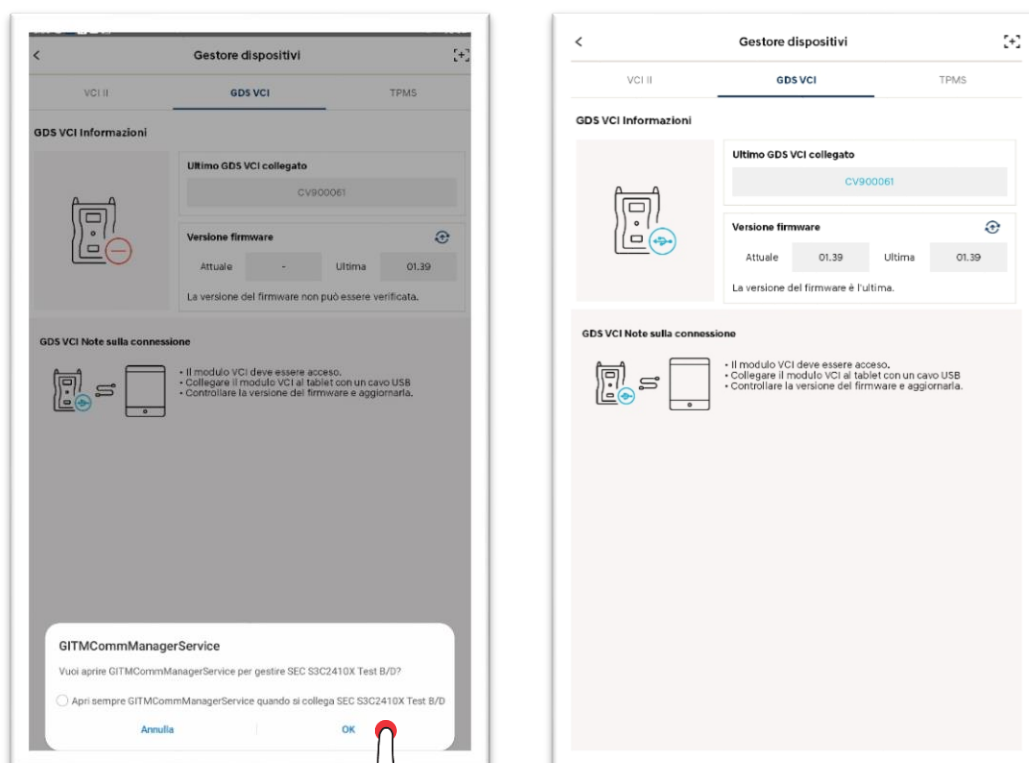 Gestore dispositivi
VCI II GDS VCI TPMS
GDS VCI Informazioni
Ultimo GDS VCI collegato
CV900061
Versione firmware
Attuale - Ultima 01.39
La versione del firmware non può essere verificata.
GDS VCI Note sulla connessione
• Il modulo VCI deve essere acceso.
• Collegare il modulo VCI al tablet con un cavo USB
• Controllare la versione del firmware e aggiornarla.
GITMCommManagerService
Vuoi aprire GITMCommManagerService per gestire SEC S3C2410X Test B/D?
Apri sempre GITMCommManagerService quando si collega SEC S3C2410X Test B/D
Annulla OK
Gestore dispositivi
VCI II GDS VCI TPMS
GDS VCI Informazioni
Ultimo GDS VCI collegato
CV900061
Versione firmware
Attuale 01.39 Ultima 01.39
La versione del firmware è l'ultima.
GDS VCI Note sulla connessione
• Il modulo VCI deve essere acceso.
• Collegare il modulo VCI al tablet con un cavo USB
• Controllare la versione del firmware e aggiornarla.